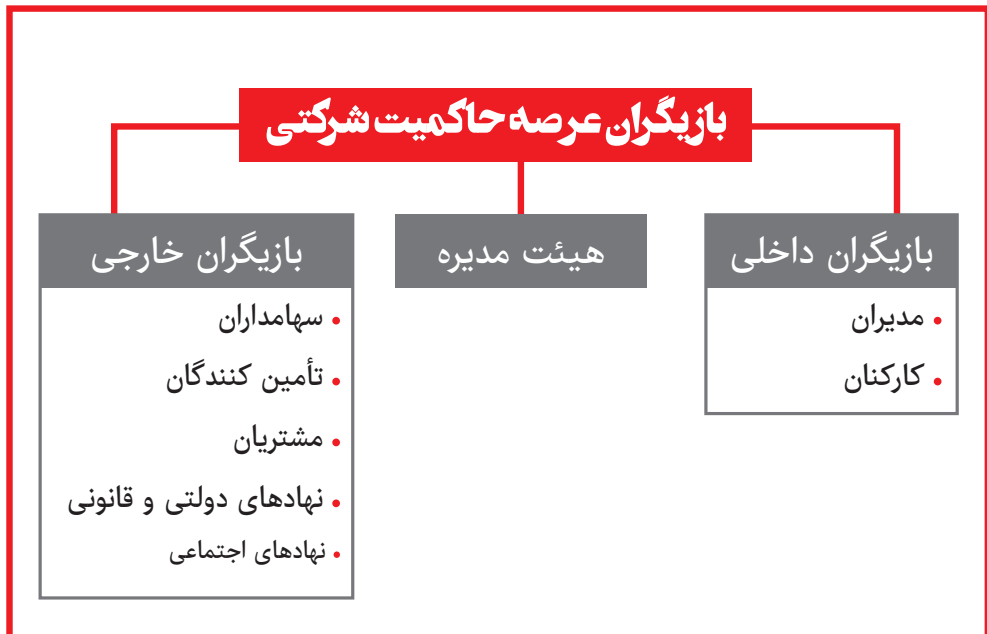 بازیگران عرصه حاکمیت شرکتی
بازیگران داخلی
• مدیران
• کارکنان
هیئت مدیره
بازیگران خارجی
• سهامداران
• تأمین کنندگان
• مشتریان
• نهادهای دولتی و قانونی
• نهادهای اجتماعی